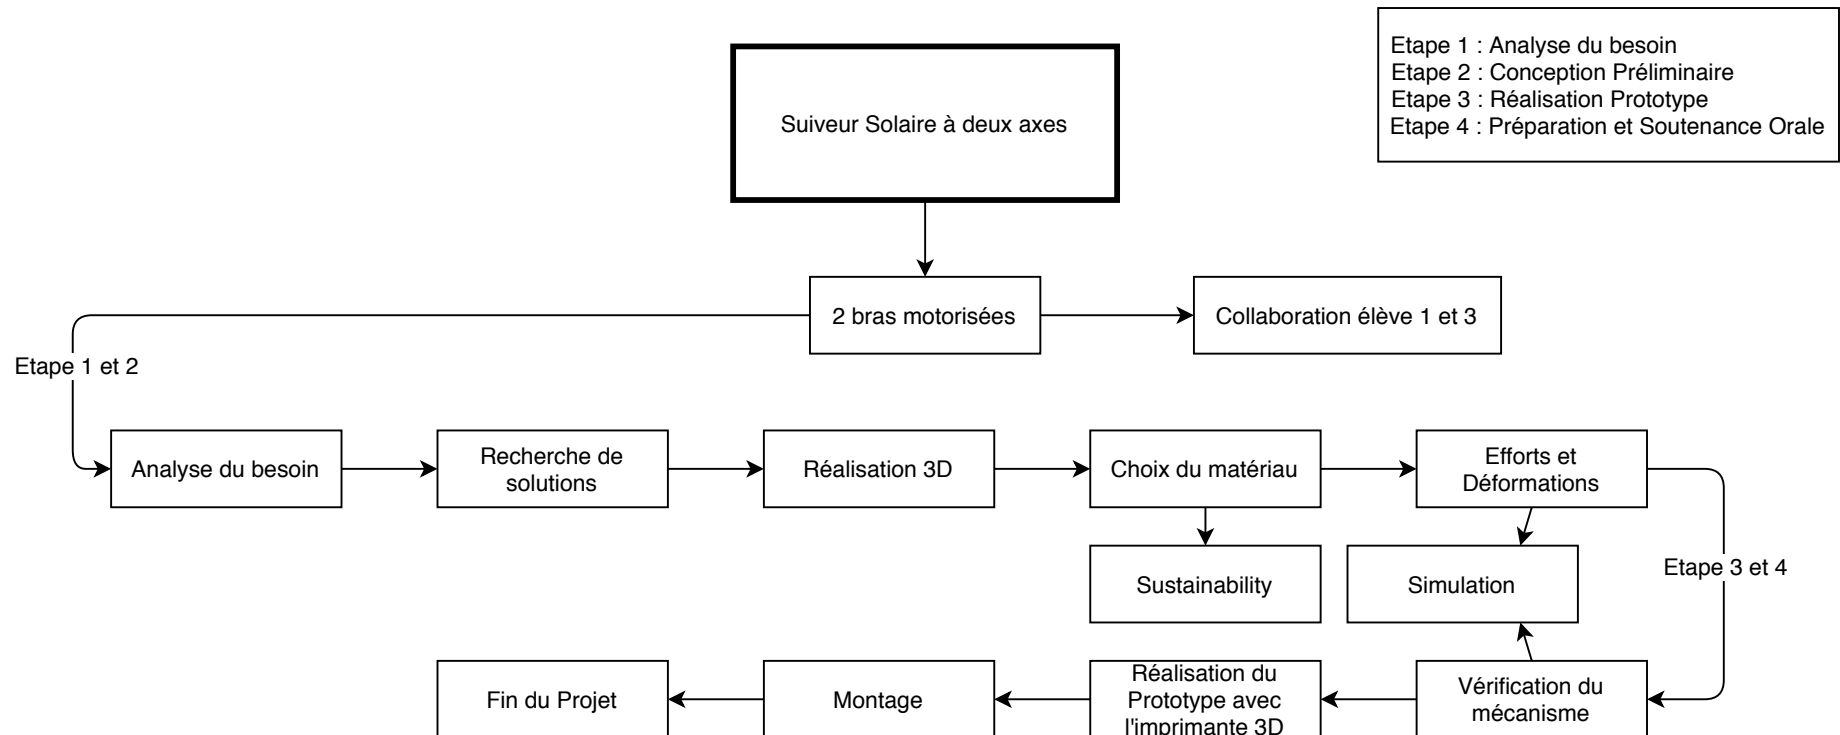 Etape 1 : Analyse du besoin
Etape 2 : Conception Préliminaire
Etape 3 : Réalisation Prototype
Etape 4 : Préparation et Soutenance Orale
Suiveur Solaire à deux axes
2 bras motorisées
Collaboration élève 1 et 3
Etape 1 et 2
Analyse du besoin
Recherche de
solutions
Réalisation 3D
Choix du matériau
Efforts et
Déformations
Sustainability
Simulation
Etape 3 et 4
Fin du Projet
Montage
Réalisation du
Prototype avec
l'imprimante 3D
Vérification du
mécanisme